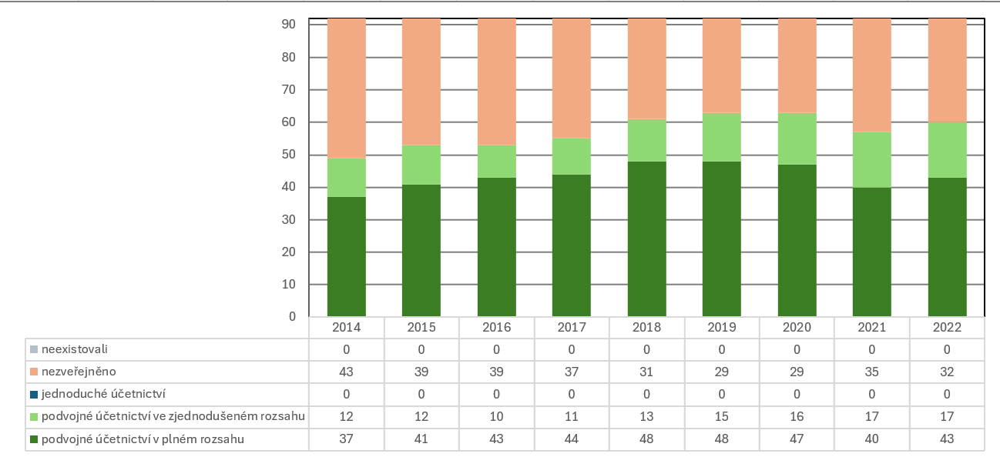 90
80
70
60
50
40
30
20
10
0
2014 2015 2016 2017 2018 2019 2020 2021 2022
neexistovali 0 0 0 0 0 0 0 0 0
nezveřejněno 43 39 39 37 31 29 29 35 32
jednoduché účetnictví 0 0 0 0 0 0 0 0 0
podvojné účetnictví ve zjednodušeném rozsahu 12 12 10 11 13 15 16 17 17
podvojné účetnictví v plném rozsahu 37 41 43 44 48 48 47 40 43